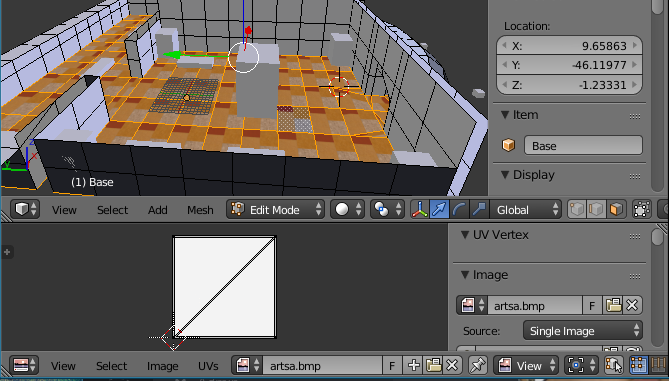 Location:
X: 9.65863
Y: -46.11977
Z: -1.23331
Item
Base
Display
(1) Base
View Select Add Mesh Edit Mode Global
UV Vertex
Image
artsa.bmp F
Source: Single Image
View Select Image UVs artsa.bmp F View